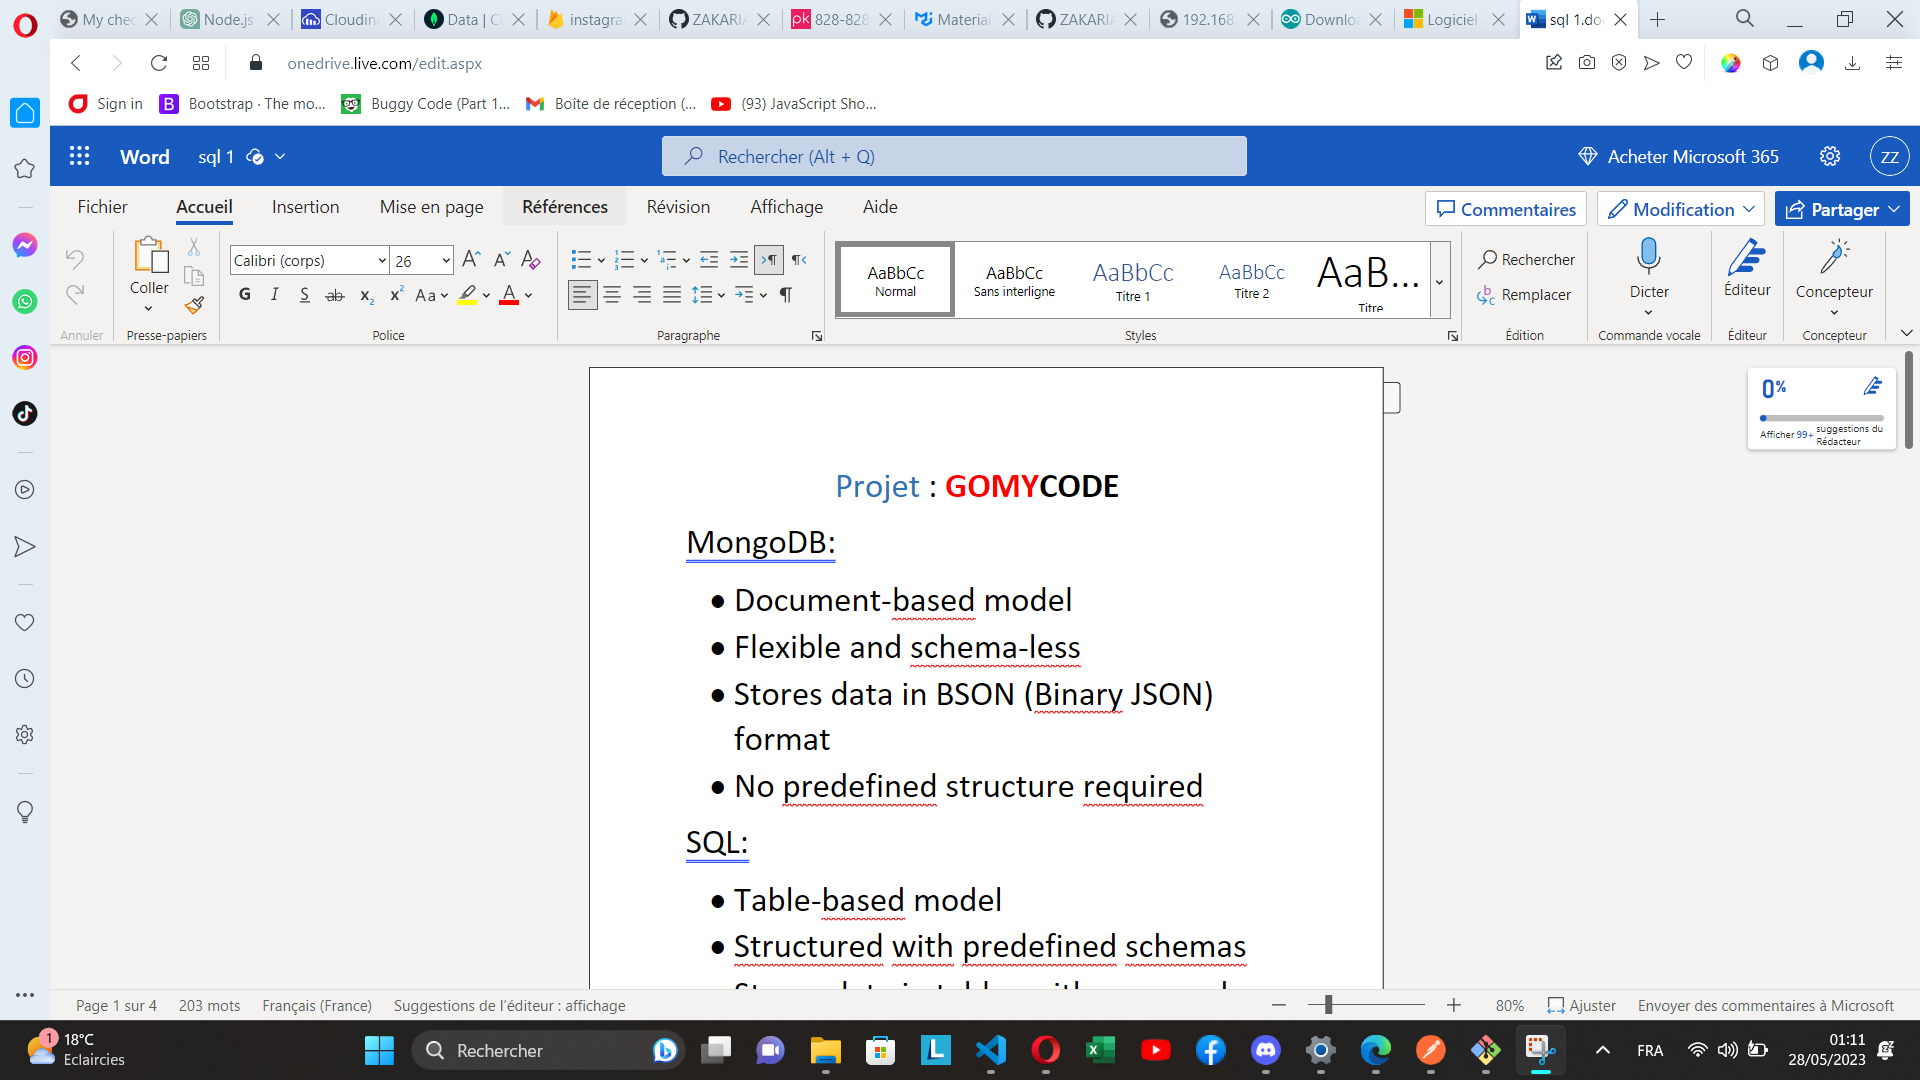 My chec
Node.js
Cloudina
Data | Cl
instagra
ZAKARIA
828-828
Material
ZAKARIA
192.168.
Downlo
Logiciel
sql 1.do
onedrive.live.com/edit.aspx
Sign in
Bootstrap · The mo...
Buggy Code (Part 1...
Boîte de réception (...
(93) JavaScript Sho...
Word
sql 1
Rechercher (Alt + Q)
Acheter Microsoft 365
ZZ
Fichier
Accueil
Insertion
Mise en page
Références
Révision
Affichage
Aide
Commentaires
Modification
Partager
Coller
Calibri (corps)
26
G I S ab x₂ x² Aa A
AaBbCc
Normal
AaBbCc
Sans interligne
AaBbCc
Titre 1
AaBbCc
Titre 2
AaB...
Titre
Rechercher
Remplacer
Dicter
Éditeur
Concepteur
Annuler
Presse-papiers
Police
Paragraphe
Styles
Édition
Commande vocale
Éditeur
Concepteur
0%
Afficher 99+ suggestions du Rédacteur
Projet : GOMYCODE
MongoDB:
• Document-based model
• Flexible and schema-less
• Stores data in BSON (Binary JSON)
format
• No predefined structure required
SQL:
• Table-based model
• Structured with predefined schemas
Page 1 sur 4
203 mots
Français (France)
Suggestions de l'éditeur : affichage
80%
Ajuster
Envoyer des commentaires à Microsoft
1
18°C
Eclaircies
Rechercher
FRA
01:11
28/05/2023